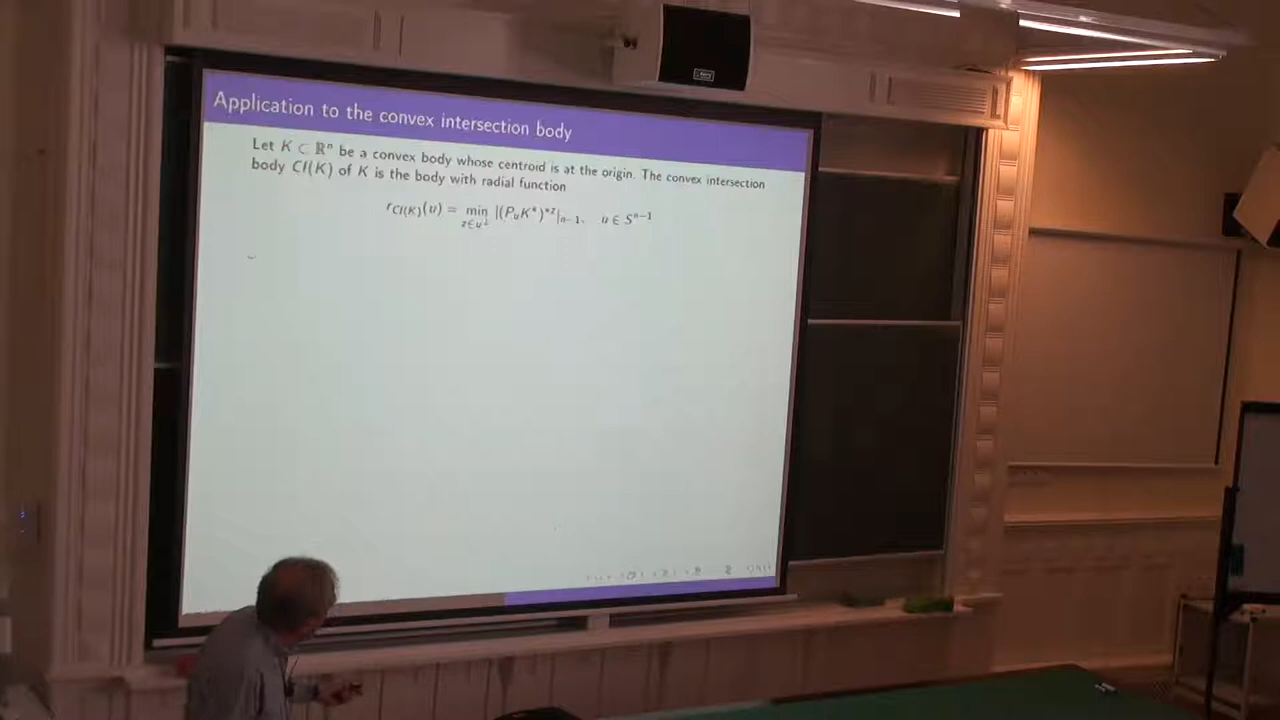 Application to the convex intersection body
Let K ⊂ ℝⁿ be a convex body whose centroid is at the origin. The convex intersection
body CI(K) of K is the body with radial function
r_{CI(K)}(u) = min_{z∈u^⊥} |(P_u K*)^{*z}|_{n−1}, u ∈ S^{n−1}